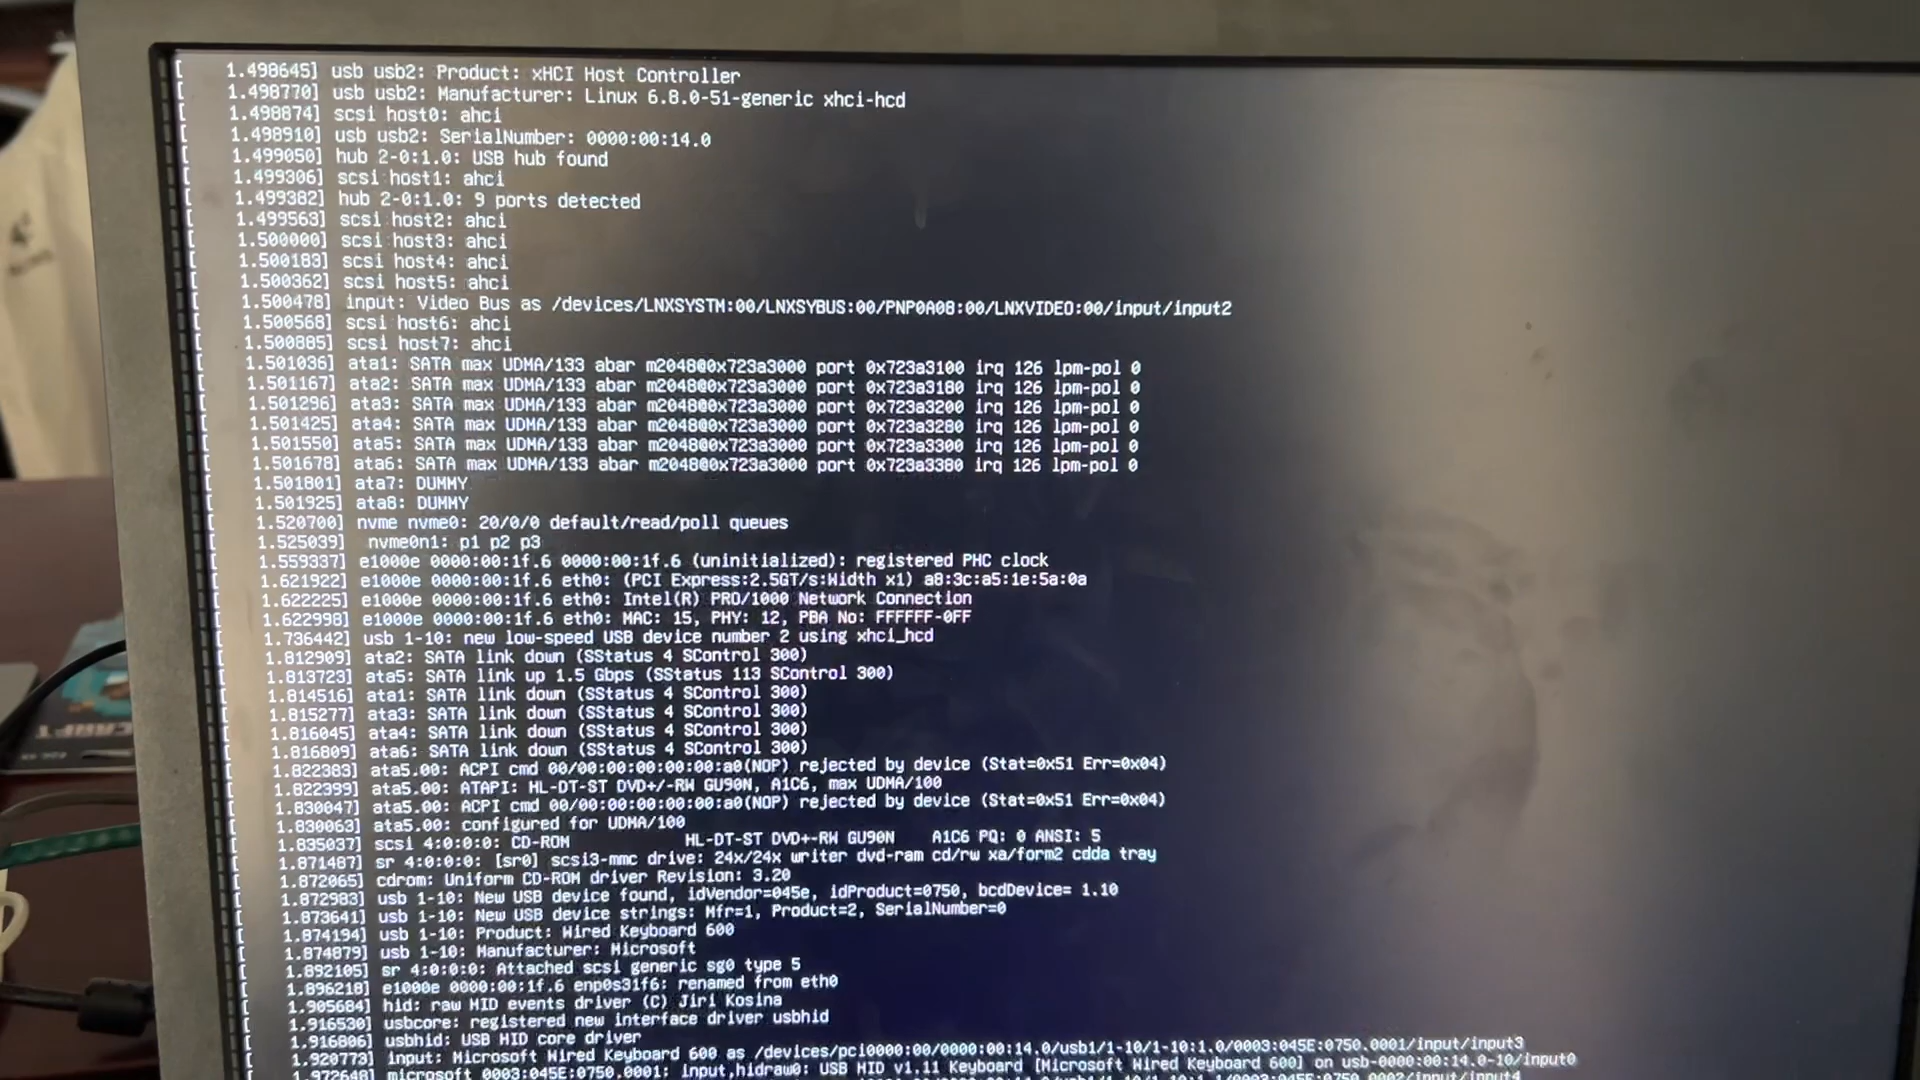 [    1.498645] usb usb2: Product: xHCI Host Controller
[    1.498770] usb usb2: Manufacturer: Linux 6.8.0-51-generic xhci-hcd
[    1.498874] scsi host0: ahci
[    1.498910] usb usb2: SerialNumber: 0000:00:14.0
[    1.499050] hub 2-0:1.0: USB hub found
[    1.499306] scsi host1: ahci
[    1.499382] hub 2-0:1.0: 9 ports detected
[    1.499563] scsi host2: ahci
[    1.500000] scsi host3: ahci
[    1.500183] scsi host4: ahci
[    1.500362] scsi host5: ahci
[    1.500478] input: Video Bus as /devices/LNXSYSTM:00/LNXSYBUS:00/PNP0A08:00/LNXVIDEO:00/input/input2
[    1.500568] scsi host6: ahci
[    1.500885] scsi host7: ahci
[    1.501036] ata1: SATA max UDMA/133 abar m2048@0x723a3000 port 0x723a3100 irq 126 lpm-pol 0
[    1.501167] ata2: SATA max UDMA/133 abar m2048@0x723a3000 port 0x723a3180 irq 126 lpm-pol 0
[    1.501296] ata3: SATA max UDMA/133 abar m2048@0x723a3000 port 0x723a3200 irq 126 lpm-pol 0
[    1.501425] ata4: SATA max UDMA/133 abar m2048@0x723a3000 port 0x723a3280 irq 126 lpm-pol 0
[    1.501550] ata5: SATA max UDMA/133 abar m2048@0x723a3000 port 0x723a3300 irq 126 lpm-pol 0
[    1.501678] ata6: SATA max UDMA/133 abar m2048@0x723a3000 port 0x723a3380 irq 126 lpm-pol 0
[    1.501801] ata7: DUMMY
[    1.501925] ata8: DUMMY
[    1.520700] nvme nvme0: 20/0/0 default/read/poll queues
[    1.525039]  nvme0n1: p1 p2 p3
[    1.559337] e1000e 0000:00:1f.6 0000:00:1f.6 (uninitialized): registered PHC clock
[    1.621922] e1000e 0000:00:1f.6 eth0: (PCI Express:2.5GT/s:Width x1) a8:3c:a5:1e:5a:0a
[    1.622225] e1000e 0000:00:1f.6 eth0: Intel(R) PRO/1000 Network Connection
[    1.622998] e1000e 0000:00:1f.6 eth0: MAC: 15, PHY: 12, PBA No: FFFFFF-0FF
[    1.736442] usb 1-10: new low-speed USB device number 2 using xhci_hcd
[    1.812909] ata2: SATA link down (SStatus 4 SControl 300)
[    1.813723] ata5: SATA link up 1.5 Gbps (SStatus 113 SControl 300)
[    1.814516] ata1: SATA link down (SStatus 4 SControl 300)
[    1.815277] ata3: SATA link down (SStatus 4 SControl 300)
[    1.816045] ata4: SATA link down (SStatus 4 SControl 300)
[    1.816809] ata6: SATA link down (SStatus 4 SControl 300)
[    1.822383] ata5.00: ACPI cmd 00/00:00:00:00:00:a0(NOP) rejected by device (Stat=0x51 Err=0x04)
[    1.822399] ata5.00: ATAPI: HL-DT-ST DVD+/-RW GU90N, A1C6, max UDMA/100
[    1.830047] ata5.00: ACPI cmd 00/00:00:00:00:00:a0(NOP) rejected by device (Stat=0x51 Err=0x04)
[    1.830063] ata5.00: configured for UDMA/100
[    1.835037] scsi 4:0:0:0: CD-ROM            HL-DT-ST DVD+-RW GU90N    A1C6 PQ: 0 ANSI: 5
[    1.871487] sr 4:0:0:0: [sr0] scsi3-mmc drive: 24x/24x writer dvd-ram cd/rw xa/form2 cdda tray
[    1.872065] cdrom: Uniform CD-ROM driver Revision: 3.20
[    1.872983] usb 1-10: New USB device found, idVendor=045e, idProduct=0750, bcdDevice= 1.10
[    1.873641] usb 1-10: New USB device strings: Mfr=1, Product=2, SerialNumber=0
[    1.874194] usb 1-10: Product: Wired Keyboard 600
[    1.874879] usb 1-10: Manufacturer: Microsoft
[    1.892105] sr 4:0:0:0: Attached scsi generic sg0 type 5
[    1.896218] e1000e 0000:00:1f.6 enp0s31f6: renamed from eth0
[    1.905684] hid: raw HID events driver (C) Jiri Kosina
[    1.916530] usbcore: registered new interface driver usbhid
[    1.916806] usbhid: USB HID core driver
[    1.920773] input: Microsoft Wired Keyboard 600 as /devices/pci0000:00/0000:00:14.0/usb1/1-10/1-10:1.0/0003:045E:0750.0001/input/input3
[    1.972648] microsoft 0003:045E:0750.0001: input,hidraw0: USB HID v1.11 Keyboard [Microsoft Wired Keyboard 600] on usb-0000:00:14.0-10/input0